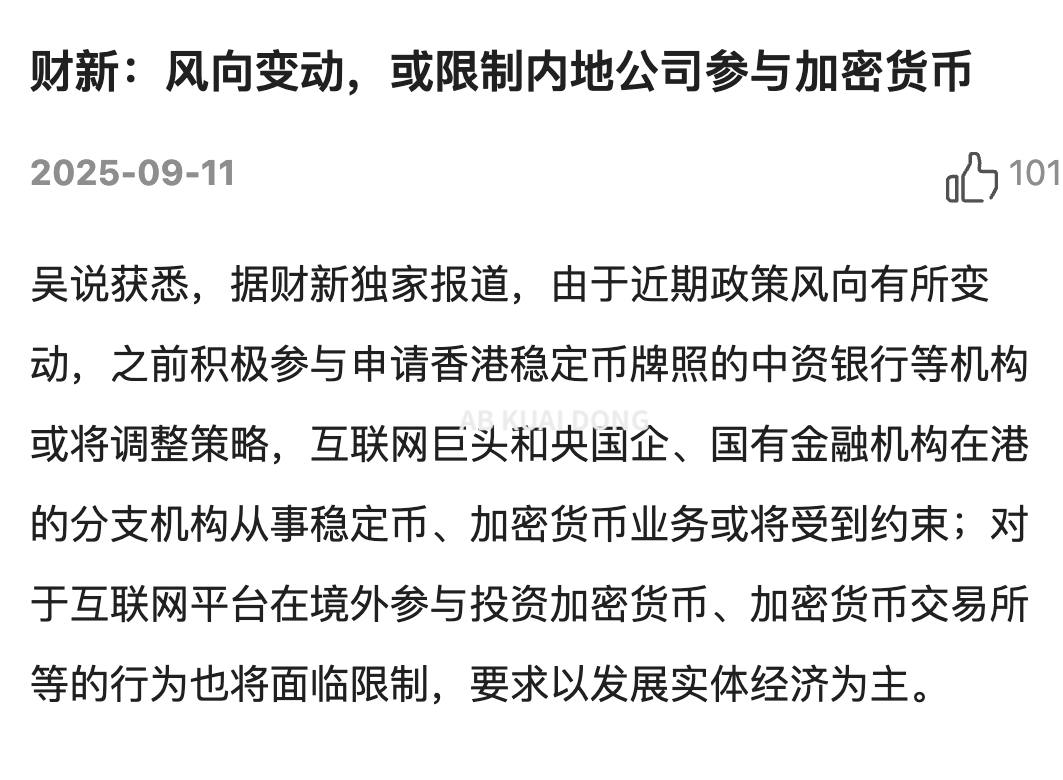 财新：风向变动，或限制内地公司参与加密货币
2025-09-11
101
吴说获悉，据财新独家报道，由于近期政策风向有所变
动，之前积极参与申请香港稳定币牌照的中资银行等机构
AB KUAI DONG
或将调整策略，互联网巨头和央国企、国有金融机构在港
的分支机构从事稳定币、加密货币业务或将受到约束；对
于互联网平台在境外参与投资加密货币、加密货币交易所
等的行为也将面临限制，要求以发展实体经济为主。